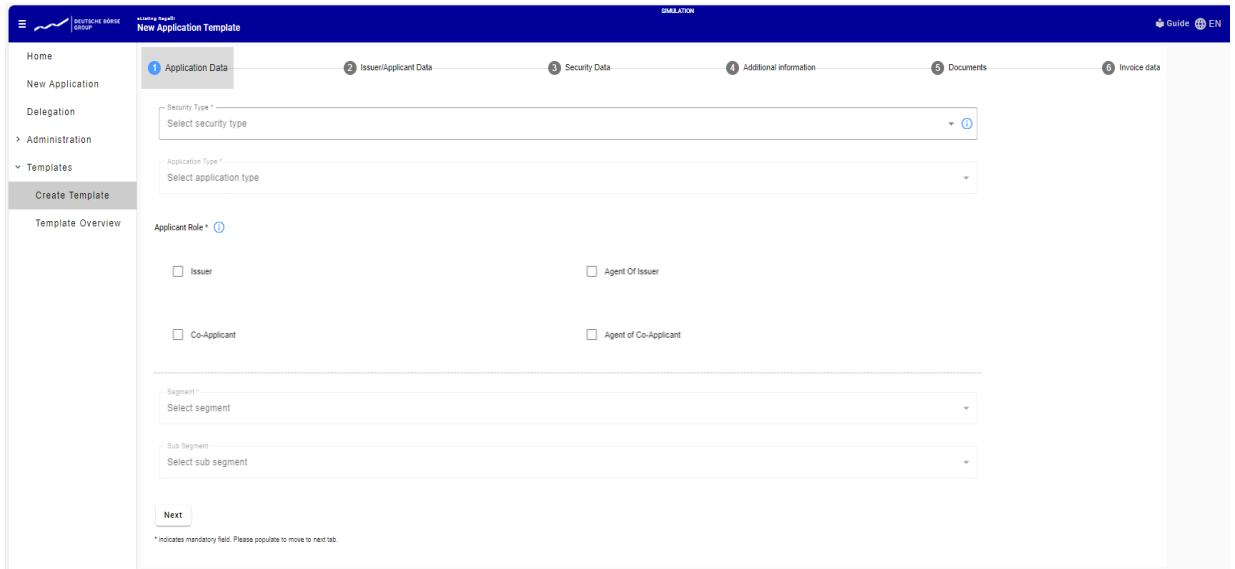 SIMULATION
DEUTSCHE BÖRSE
GROUP
eListing RegáI:
New Application Template
Guide
EN
Home
New Application
Delegation
Administration
Templates
Create Template
Template Overview
1 Application Data
2 Issuer/Applicant Data
3 Security Data
4 Additional information
5 Documents
6 Invoice data
Security Type *
Select security type
Application Type *
Select application type
Applicant Role *
Issuer
Agent Of Issuer
Co-Applicant
Agent of Co-Applicant
Segment *
Select segment
Sub Segment
Select sub segment
Next
* indicates mandatory field. Please populate to move to next tab.